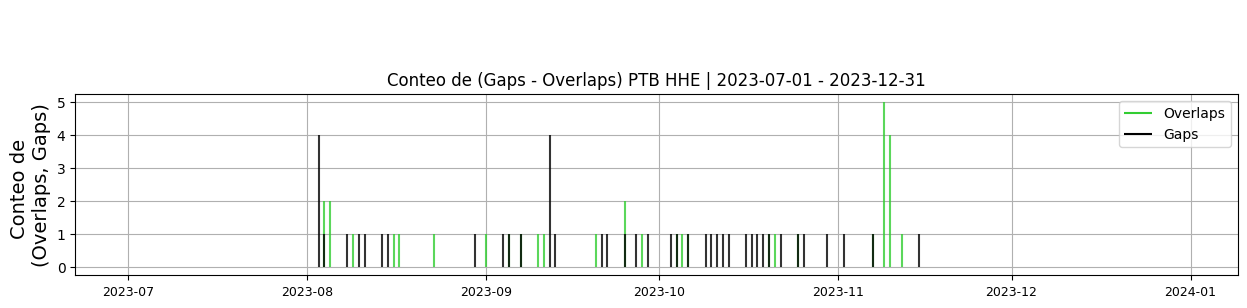 Conteo de (Gaps - Overlaps) PTB HHE | 2023-07-01 - 2023-12-31
Conteo de
(Overlaps, Gaps)
5
4
3
2
1
0
Overlaps
Gaps
2023-07 2023-08 2023-09 2023-10 2023-11 2023-12 2024-01